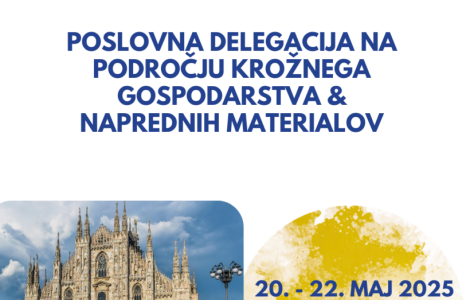 POSLOVNA DELEGACIJA NA
PODROČJU KROŽNEGA
GOSPODARSTVA &
NAPREDNIH MATERIALOV
20. - 22. MAJ 2025